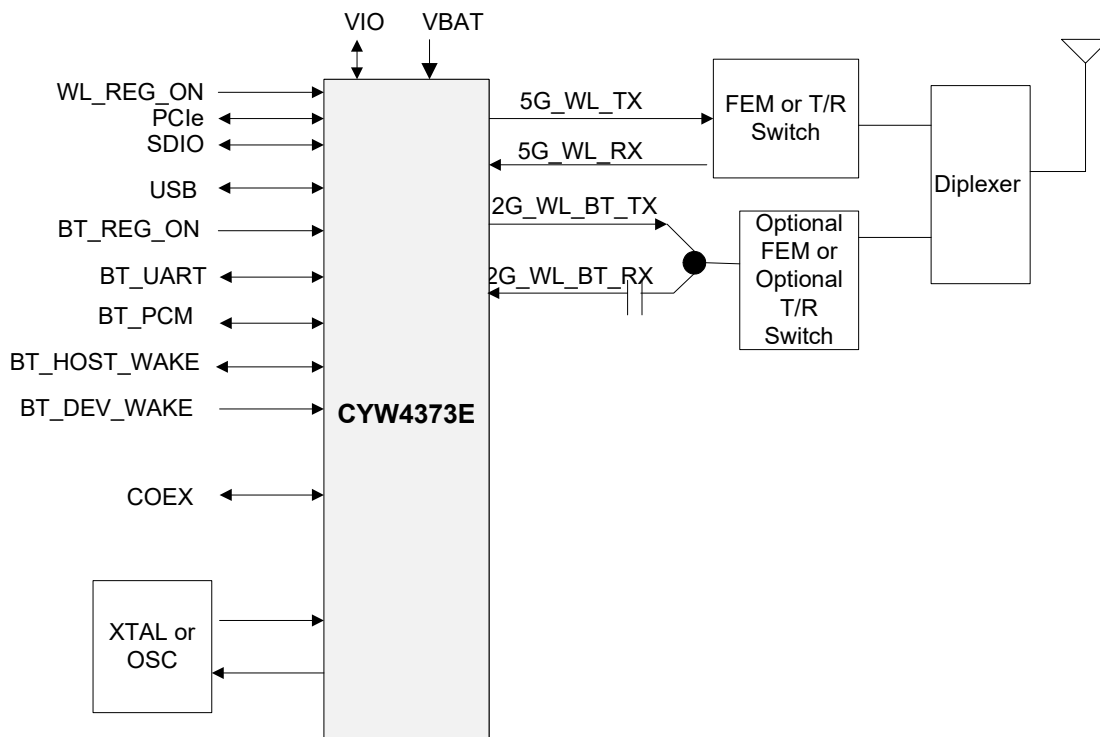 VIO
VBAT
WL_REG_ON
PCIe
SDIO
USB
BT_REG_ON
BT_UART
BT_PCM
BT_HOST_WAKE
BT_DEV_WAKE
COEX
XTAL or
OSC
CYW4373E
5G_WL_TX
5G_WL_RX
2G_WL_BT_TX
2G_WL_BT_RX
FEM or T/R
Switch
Optional
FEM or
Optional
T/R
Switch
Diplexer